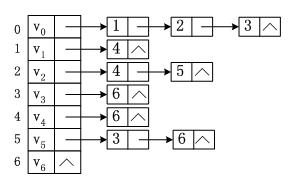 0 v₀ 1 2 3 ∧
1 v₁ 4 ∧
2 v₂ 4 5 ∧
3 v₃ 6 ∧
4 v₄ 6 ∧
5 v₅ 3 6 ∧
6 v₆ ∧